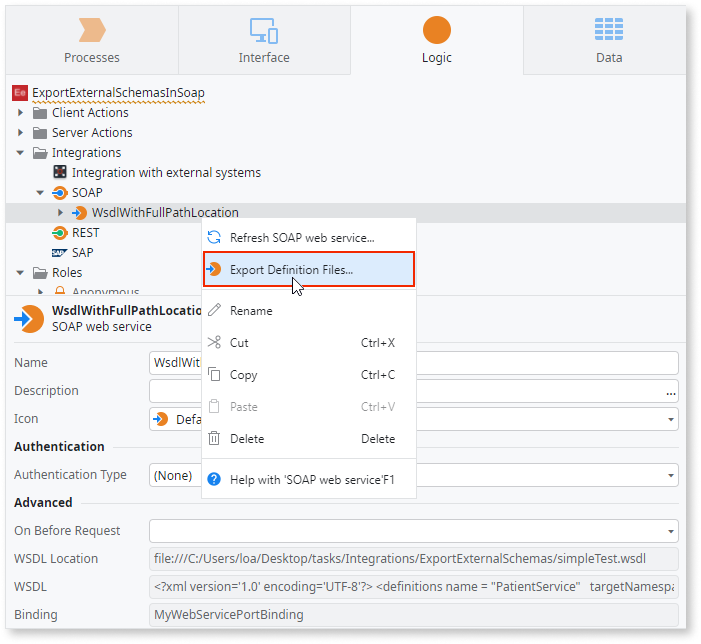 Processes Interface Logic Data
Ee ExportExternalSchemasInSoap
Client Actions
Server Actions
Integrations
Integration with external systems
SOAP
WsdlWithFullPathLocation
REST
SAP SAP
Roles
Anonymous
Refresh SOAP web service...
Export Definition Files...
Rename
Cut Ctrl+X
Copy Ctrl+C
Paste Ctrl+V
Delete Delete
? Help with 'SOAP web service' F1
WsdlWithFullPathLocatio
SOAP web service
Name WsdlWit
Description ...
Icon Defa
Authentication
Authentication Type (None)
Advanced
On Before Request
WSDL Location file:///C:/Users/loa/Desktop/tasks/Integrations/ExportExternalSchemas/simpleTest.wsdl
WSDL <?xml version='1.0' encoding='UTF-8'?> <definitions name = "PatientService" targetNamespa
Binding MyWebServicePortBinding